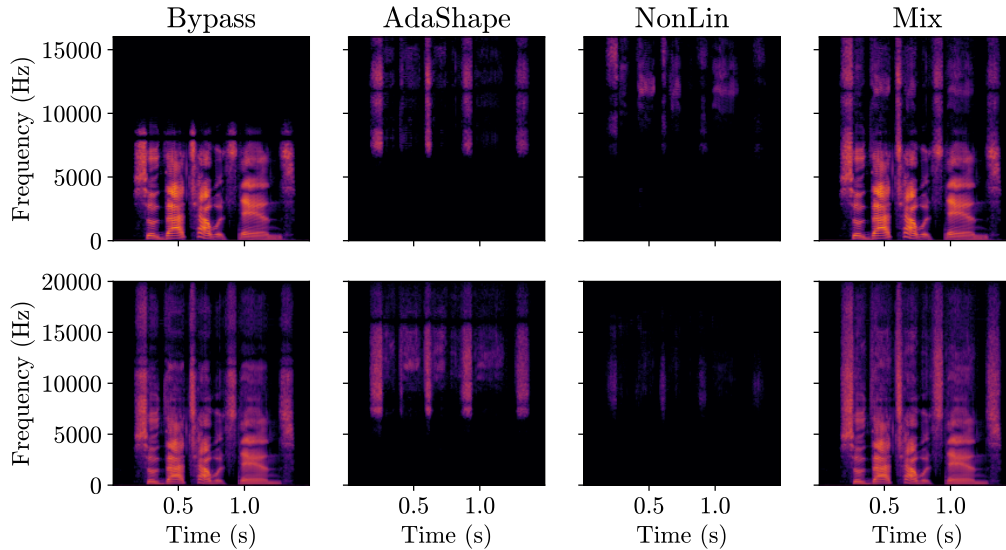 Bypass AdaShape NonLin Mix
15000
10000
5000
0
Frequency (Hz)
20000
15000
10000
5000
0
Frequency (Hz)
0.5 1.0 0.5 1.0 0.5 1.0 0.5 1.0
Time (s) Time (s) Time (s) Time (s)